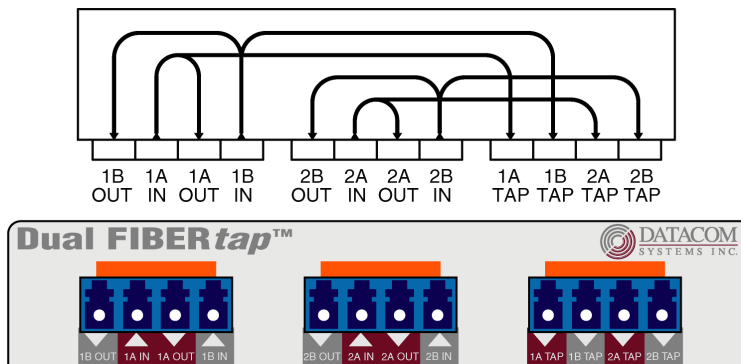 1B OUT 1A IN 1A OUT 1B IN 2B OUT 2A IN 2A OUT 2B IN 1A TAP 1B TAP 2A TAP 2B TAP
Dual FIBERtap™ DATACOM
SYSTEMS INC.
1B OUT 1A IN 1A OUT 1B IN 2B OUT 2A IN 2A OUT 2B IN 1A TAP 1B TAP 2A TAP 2B TAP